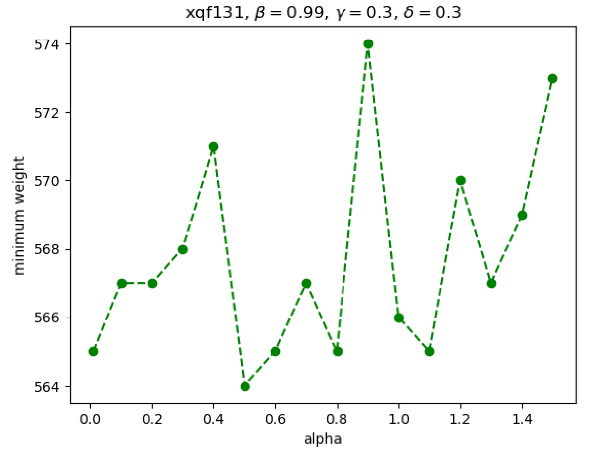 xqf131, β = 0.99, γ = 0.3, δ = 0.3
574
572
570
568
566
564
minimum weight
0.0 0.2 0.4 0.6 0.8 1.0 1.2 1.4
alpha